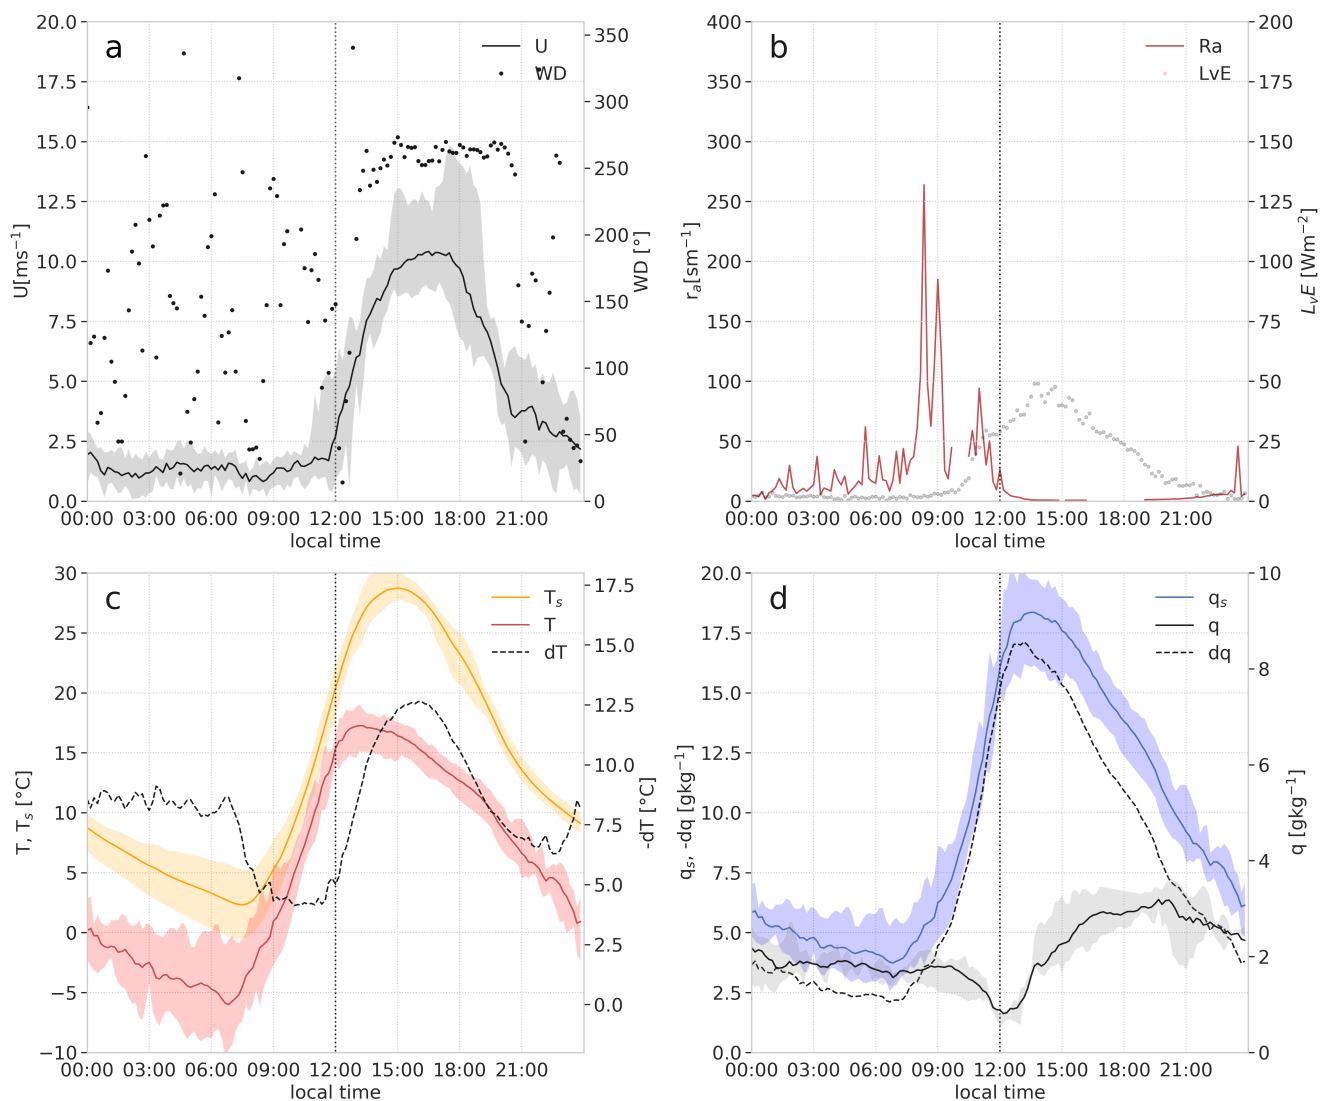 a
U
WD
20.0
17.5
15.0
12.5
10.0
7.5
5.0
2.5
0.0
U[ms⁻¹]
350
300
250
200
150
100
50
0
WD [°]
00:00 03:00 06:00 09:00 12:00 15:00 18:00 21:00
local time
b
Ra
LvE
400
350
300
250
200
150
100
50
0
rₐ[sm⁻¹]
200
175
150
125
100
75
50
25
0
LᵥE [Wm⁻²]
00:00 03:00 06:00 09:00 12:00 15:00 18:00 21:00
local time
c
Tₛ
T
dT
30
25
20
15
10
5
0
−5
−10
T, Tₛ [°C]
17.5
15.0
12.5
10.0
7.5
5.0
2.5
0.0
-dT [°C]
00:00 03:00 06:00 09:00 12:00 15:00 18:00 21:00
local time
d
qₛ
q
dq
20.0
17.5
15.0
12.5
10.0
7.5
5.0
2.5
0.0
qₛ, -dq [gkg⁻¹]
10
8
6
4
2
0
q [gkg⁻¹]
00:00 03:00 06:00 09:00 12:00 15:00 18:00 21:00
local time